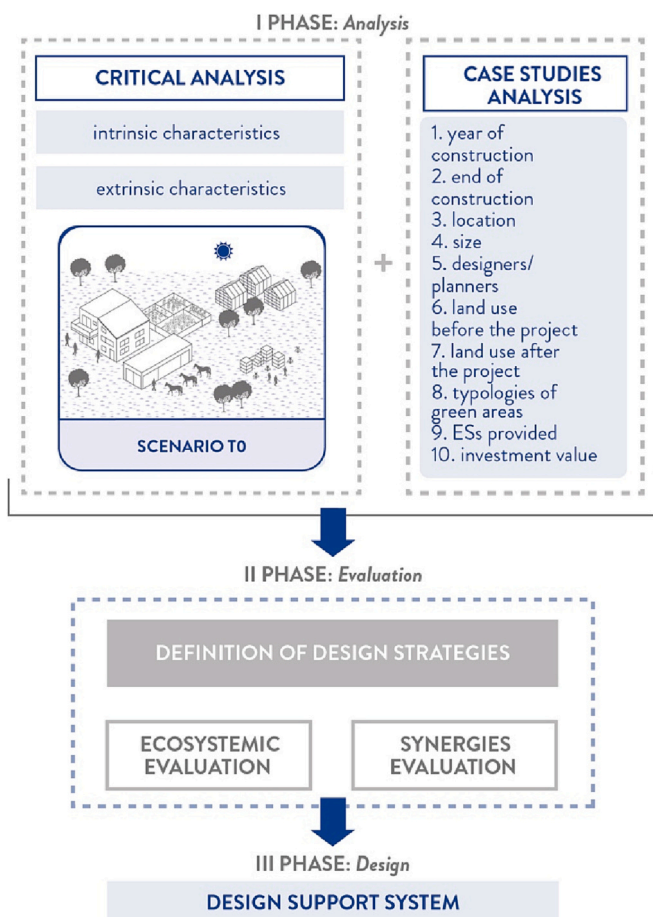 I PHASE: Analysis
CRITICAL ANALYSIS
intrinsic characteristics
extrinsic characteristics
SCENARIO T0
+
CASE STUDIES
ANALYSIS
1. year of
construction
2. end of
construction
3. location
4. size
5. designers/
planners
6. land use
before the project
7. land use after
the project
8. typologies of
green areas
9. ESs provided
10. investment value
II PHASE: Evaluation
DEFINITION OF DESIGN STRATEGIES
ECOSYSTEMIC
EVALUATION
SYNERGIES
EVALUATION
III PHASE: Design
DESIGN SUPPORT SYSTEM